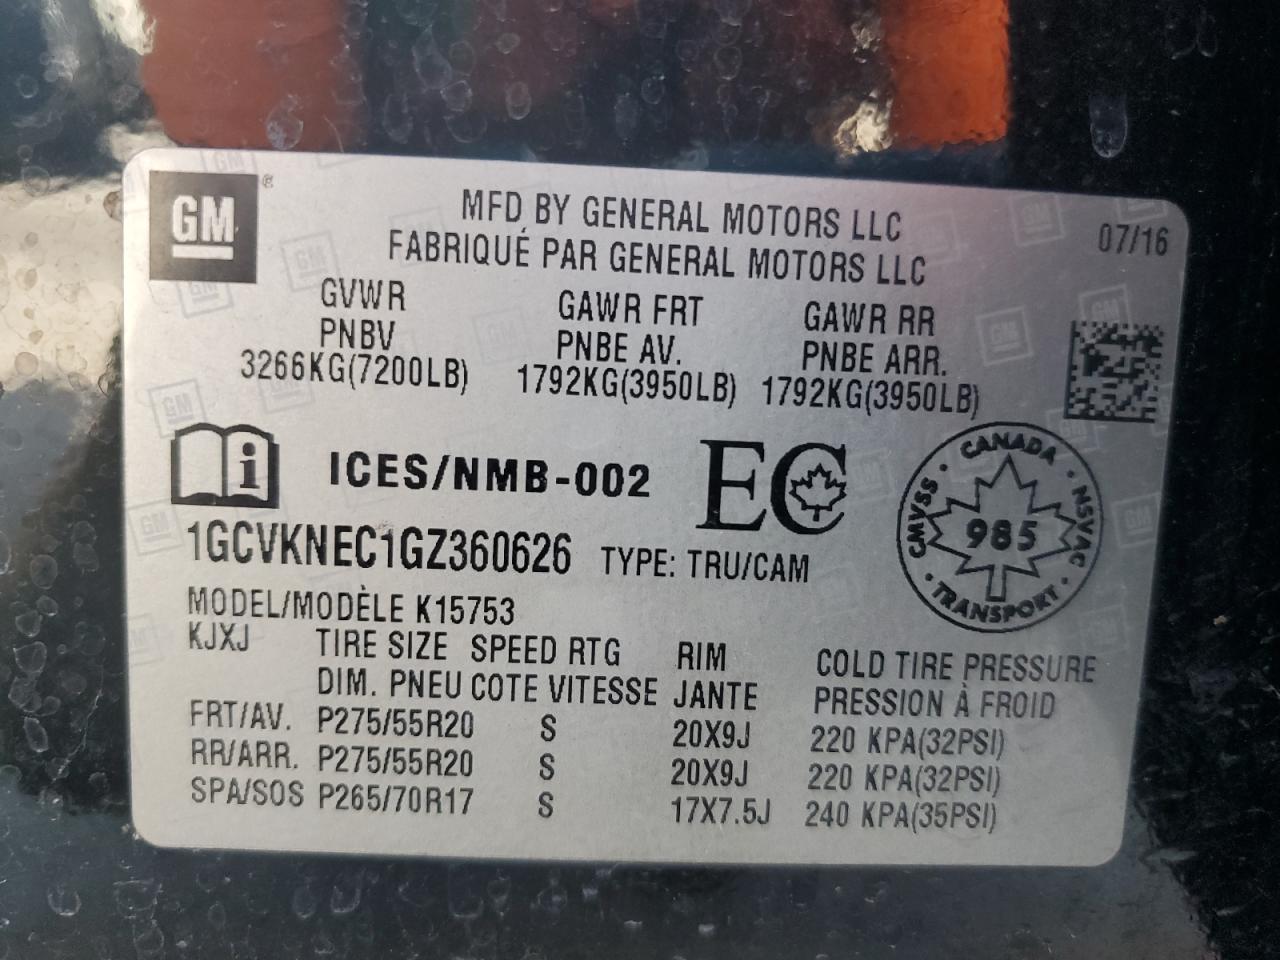 GM
MFD BY GENERAL MOTORS LLC
FABRIQUÉ PAR GENERAL MOTORS LLC
07/16
GVWR GAWR FRT GAWR RR
PNBV PNBE AV. PNBE ARR.
3266KG(7200LB) 1792KG(3950LB) 1792KG(3950LB)
i ICES/NMB-002 EC
CANADA
CMVSS 985 NSVAC
TRANSPORT
1GCVKNEC1GZ360626 TYPE: TRU/CAM
MODEL/MODÈLE K15753
KJXJ TIRE SIZE SPEED RTG RIM COLD TIRE PRESSURE
DIM. PNEU COTE VITESSE JANTE PRESSION À FROID
FRT/AV. P275/55R20 S 20X9J 220 KPA(32PSI)
RR/ARR. P275/55R20 S 20X9J 220 KPA(32PSI)
SPA/SOS P265/70R17 S 17X7.5J 240 KPA(35PSI)